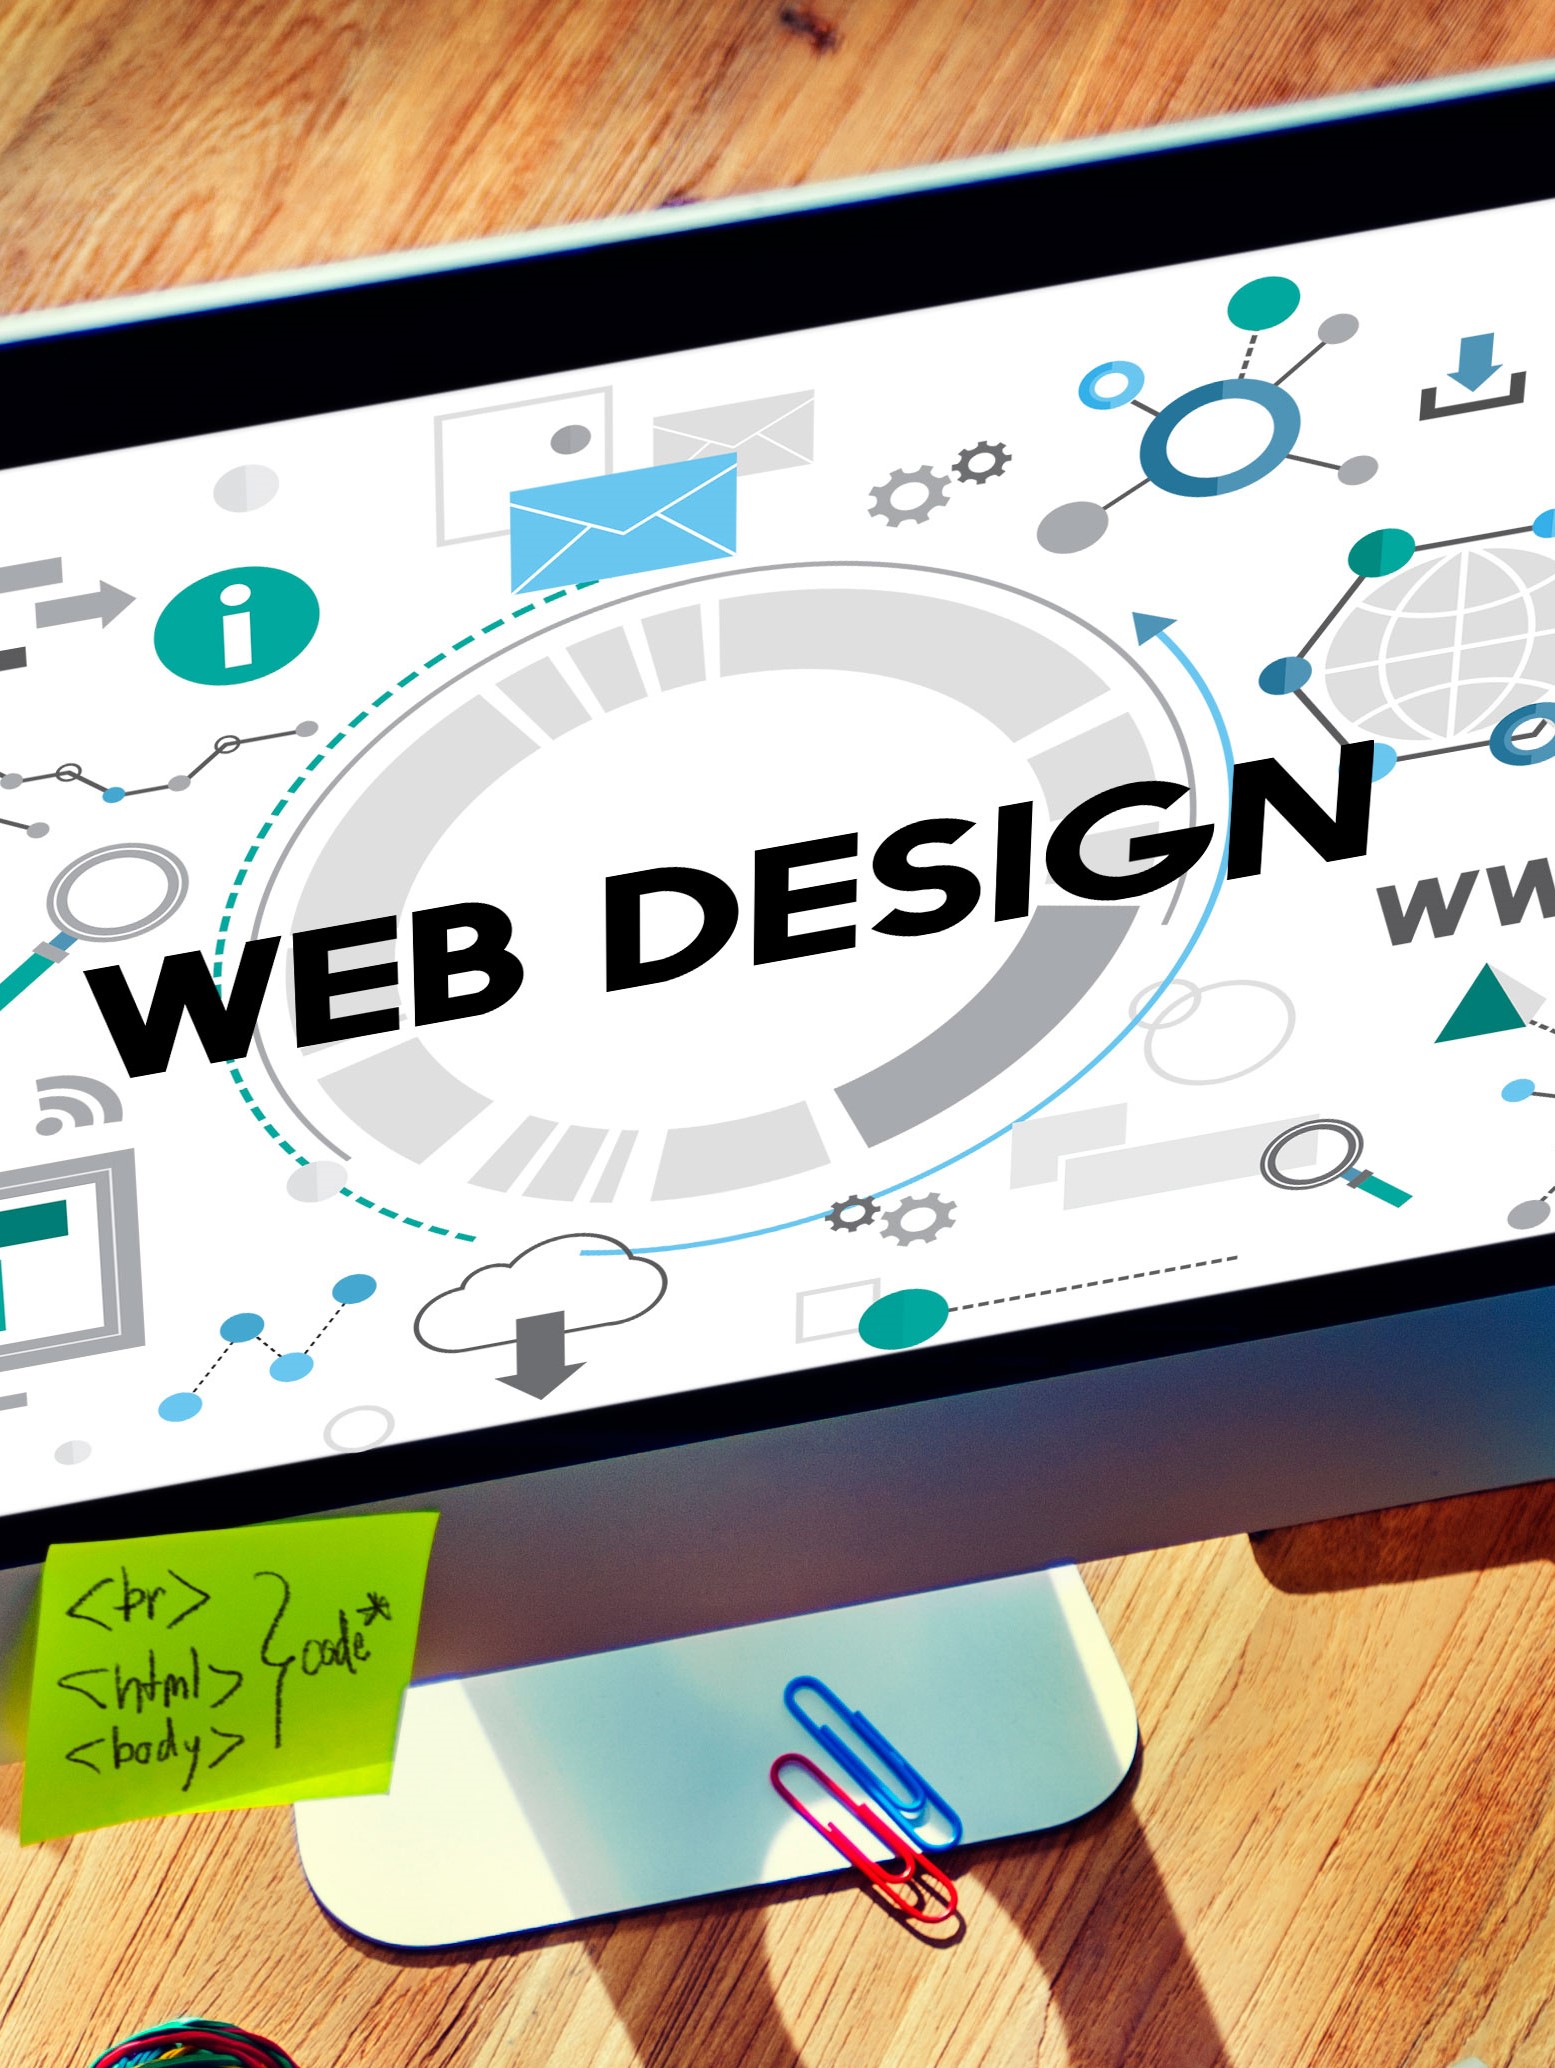 i
WEB DESIGN
ww
<br>
<html> } code*
<body>